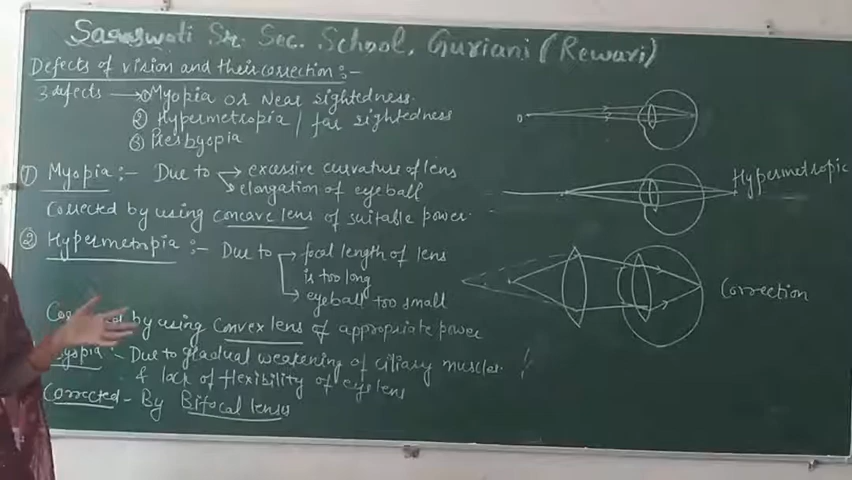 Saraswati Sr. Sec. School, Guriani (Rewari)
Defects of vision and their correction :-
3 defects → ① Myopia or Near sightedness.
② Hypermetropia / far sightedness
③ Presbyopia
① Myopia :- Due to → excessive curvature of lens
→ elongation of eyeball
Corrected by using concave lens of suitable power.
② Hypermetropia :- Due to → focal length of lens
is too long
→ eyeball too small
by using convex lens of appropriate power
- Due to gradual weakening of ciliary muscles.
& lack of flexibility of eye lens
Corrected - By Bifocal lenses
Hypermetropic
Correction